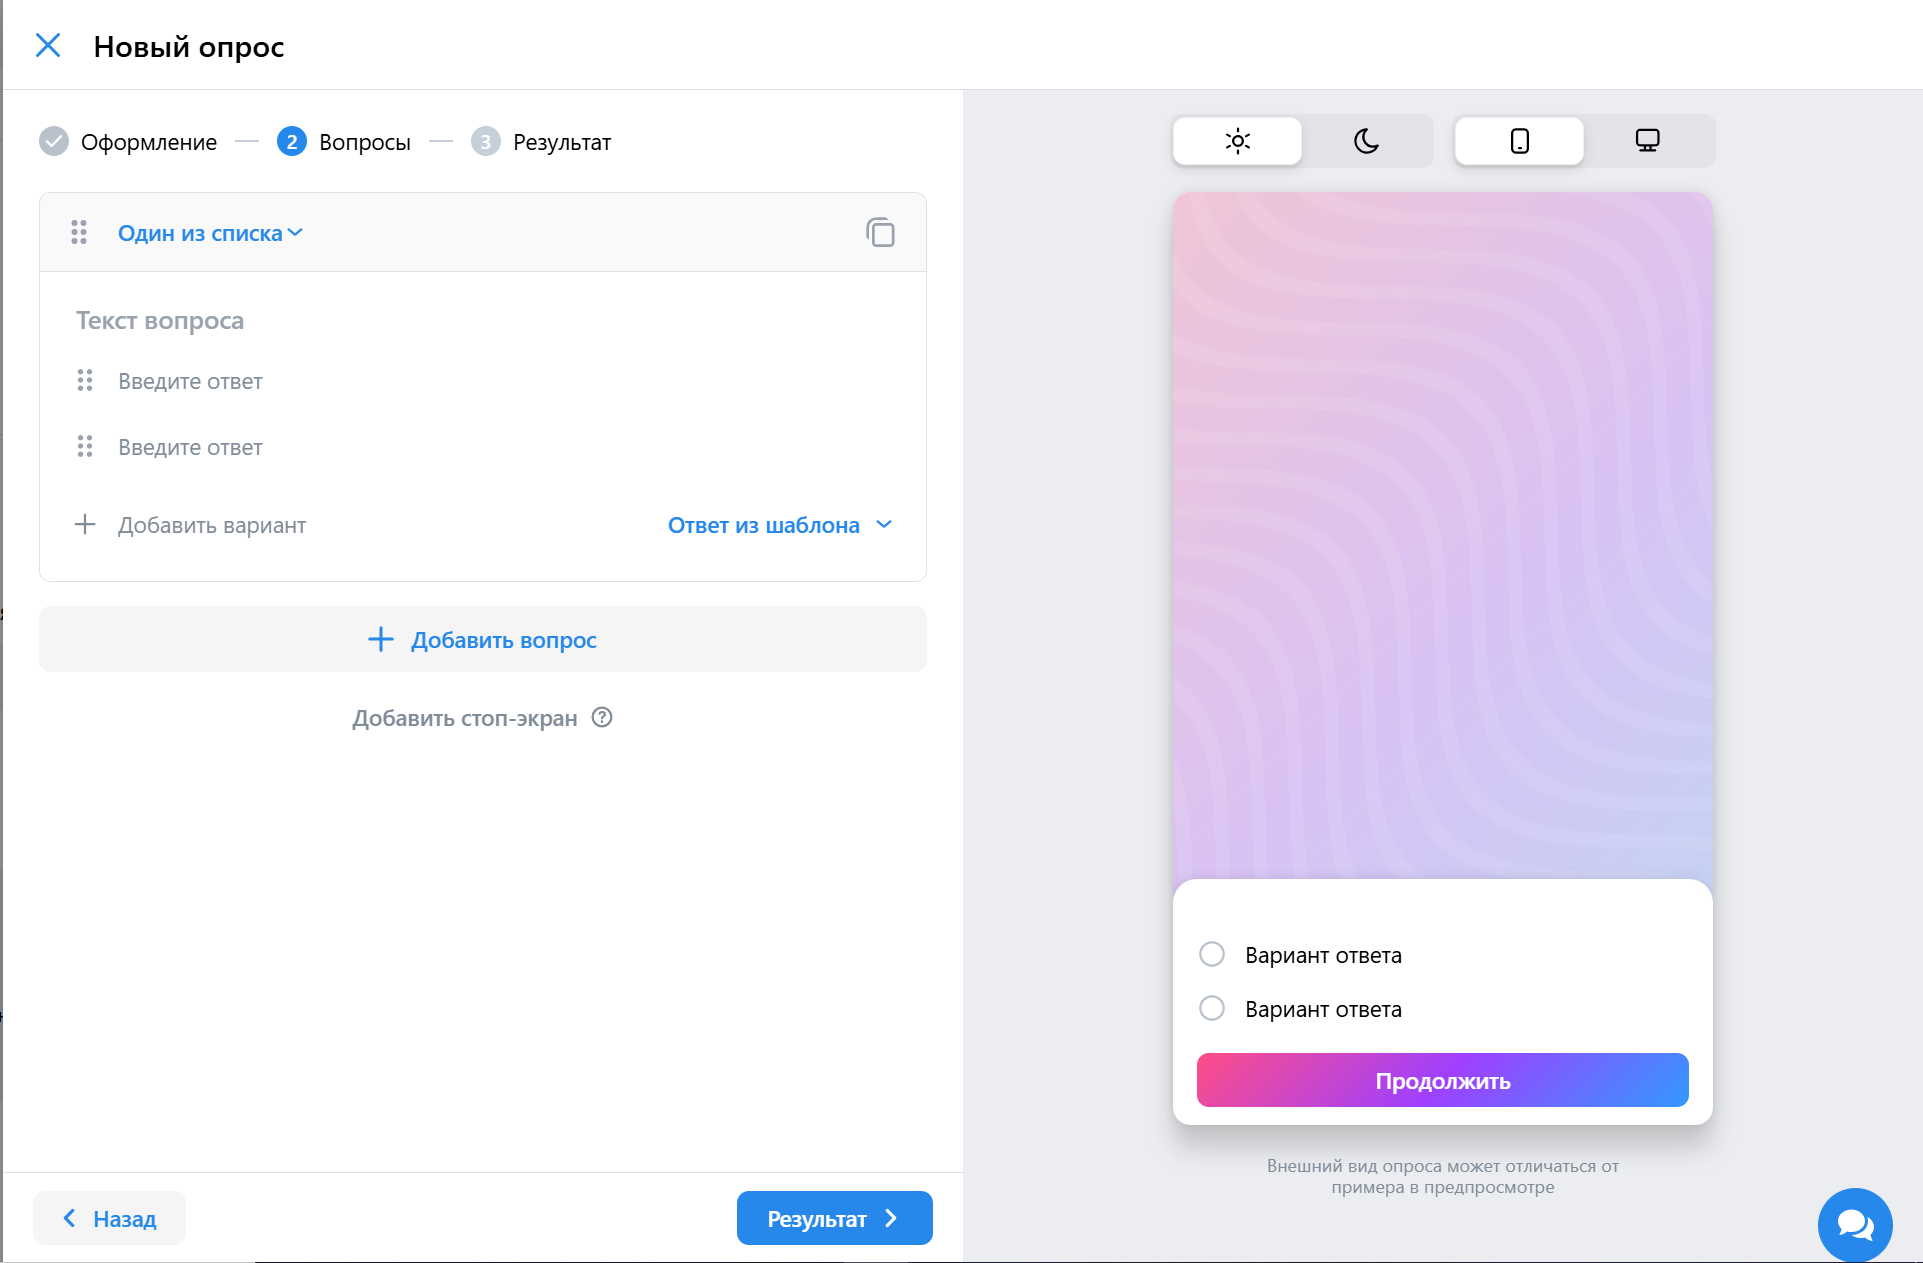 Новый опрос
Оформление
2
Вопросы
3
Результат
Один из списка
Текст вопроса
Введите ответ
Введите ответ
Добавить вариант
Ответ из шаблона
Добавить вопрос
Добавить стоп-экран
?
Назад
Результат
Вариант ответа
Вариант ответа
Продолжить
Внешний вид опроса может отличаться от
примера в предпросмотре